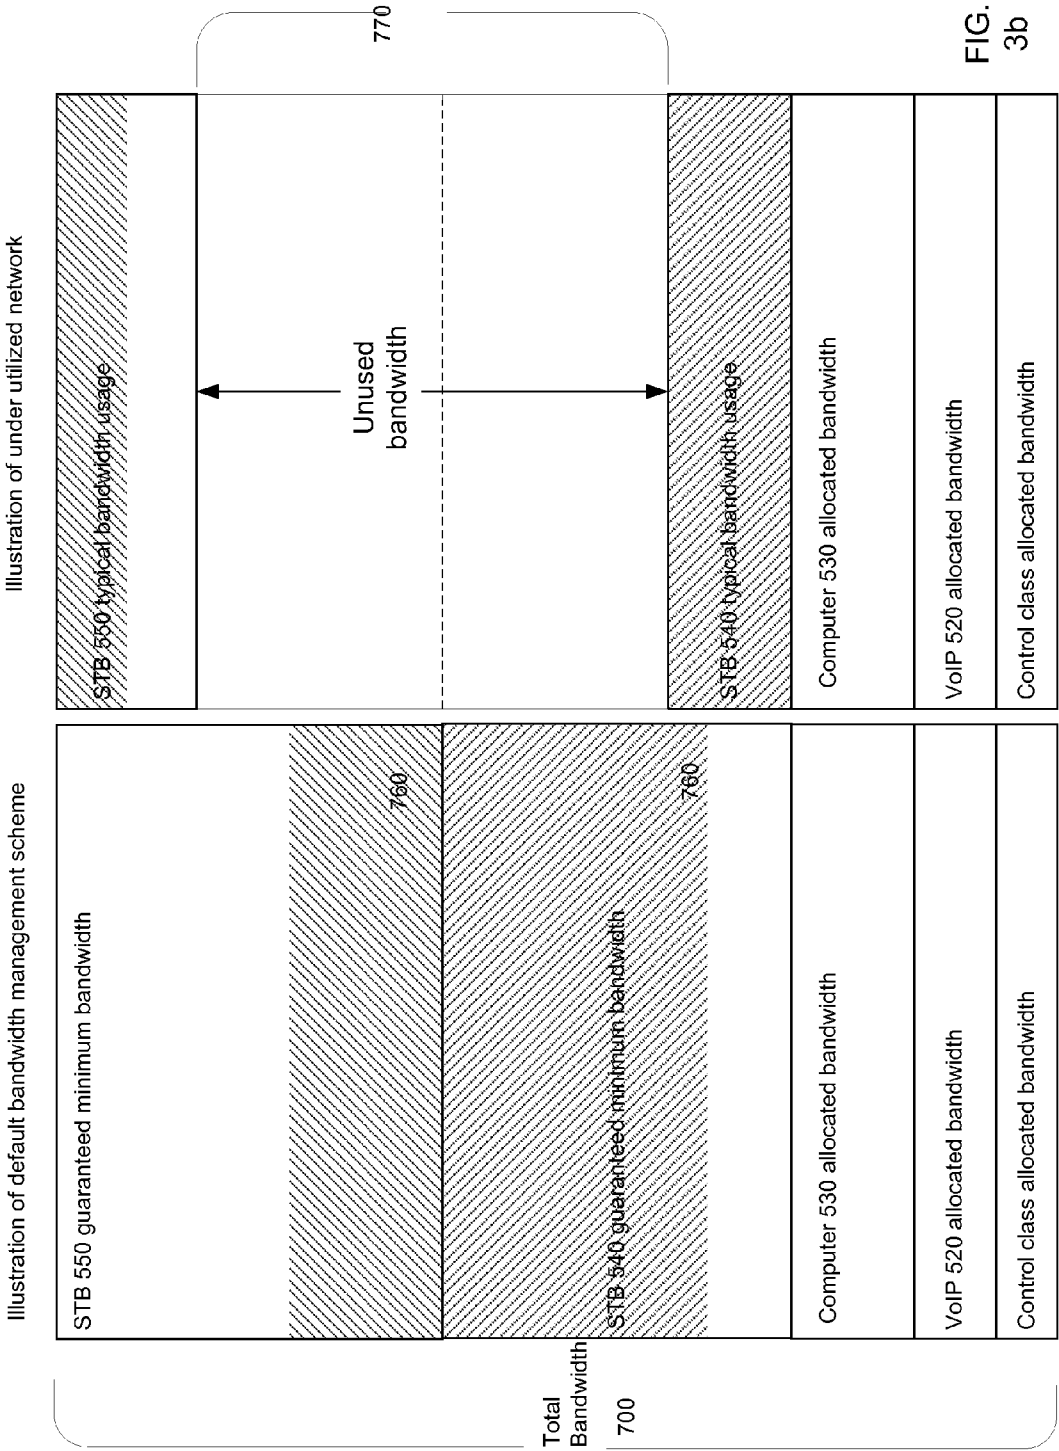 Illustration of default bandwidth management scheme
Illustration of under utilized network
Total
Bandwidth
700
STB 550 guaranteed minimum bandwidth
760
STB 540 guaranteed minimum bandwidth
760
Computer 530 allocated bandwidth
VoIP 520 allocated bandwidth
Control class allocated bandwidth
STB 550 typical bandwidth usage
Unused
bandwidth
770
STB 540 typical bandwidth usage
Computer 530 allocated bandwidth
VoIP 520 allocated bandwidth
Control class allocated bandwidth
FIG.
3b